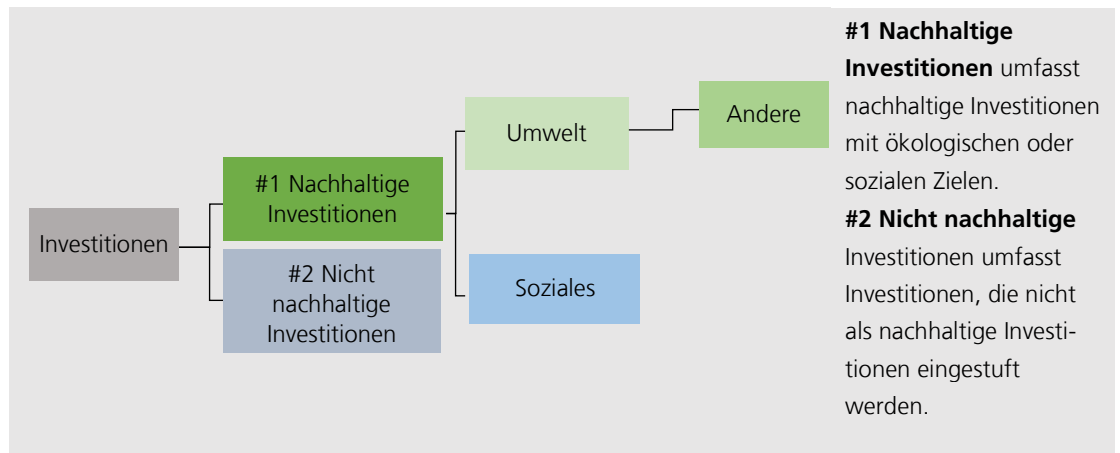 Investitionen
#1 Nachhaltige
Investitionen
#2 Nicht
nachhaltige
Investitionen
Umwelt
Soziales
Andere
#1 Nachhaltige
Investitionen umfasst
nachhaltige Investitionen
mit ökologischen oder
sozialen Zielen.
#2 Nicht nachhaltige
Investitionen umfasst
Investitionen, die nicht
als nachhaltige Investi-
tionen eingestuft
werden.